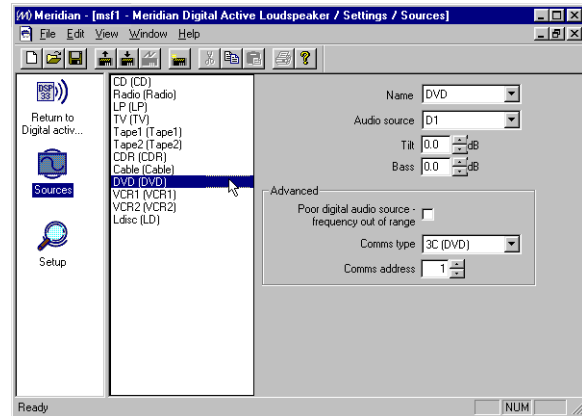 Meridian - [msf1 - Meridian Digital Active Loudspeaker / Settings / Sources]
File Edit View Window Help
DSP
33
Return to
Digital activ...
Sources
Setup
CD (CD)
Radio (Radio)
LP (LP)
TV (TV)
Tape1 (Tape1)
Tape2 (Tape2)
CDR (CDR)
Cable (Cable)
DVD (DVD)
VCR1 (VCR1)
VCR2 (VCR2)
Ldisc (LD)
Name DVD
Audio source D1
Tilt 0.0 dB
Bass 0.0 dB
Advanced
Poor digital audio source -
frequency out of range
Comms type 3C (DVD)
Comms address 1
Ready NUM